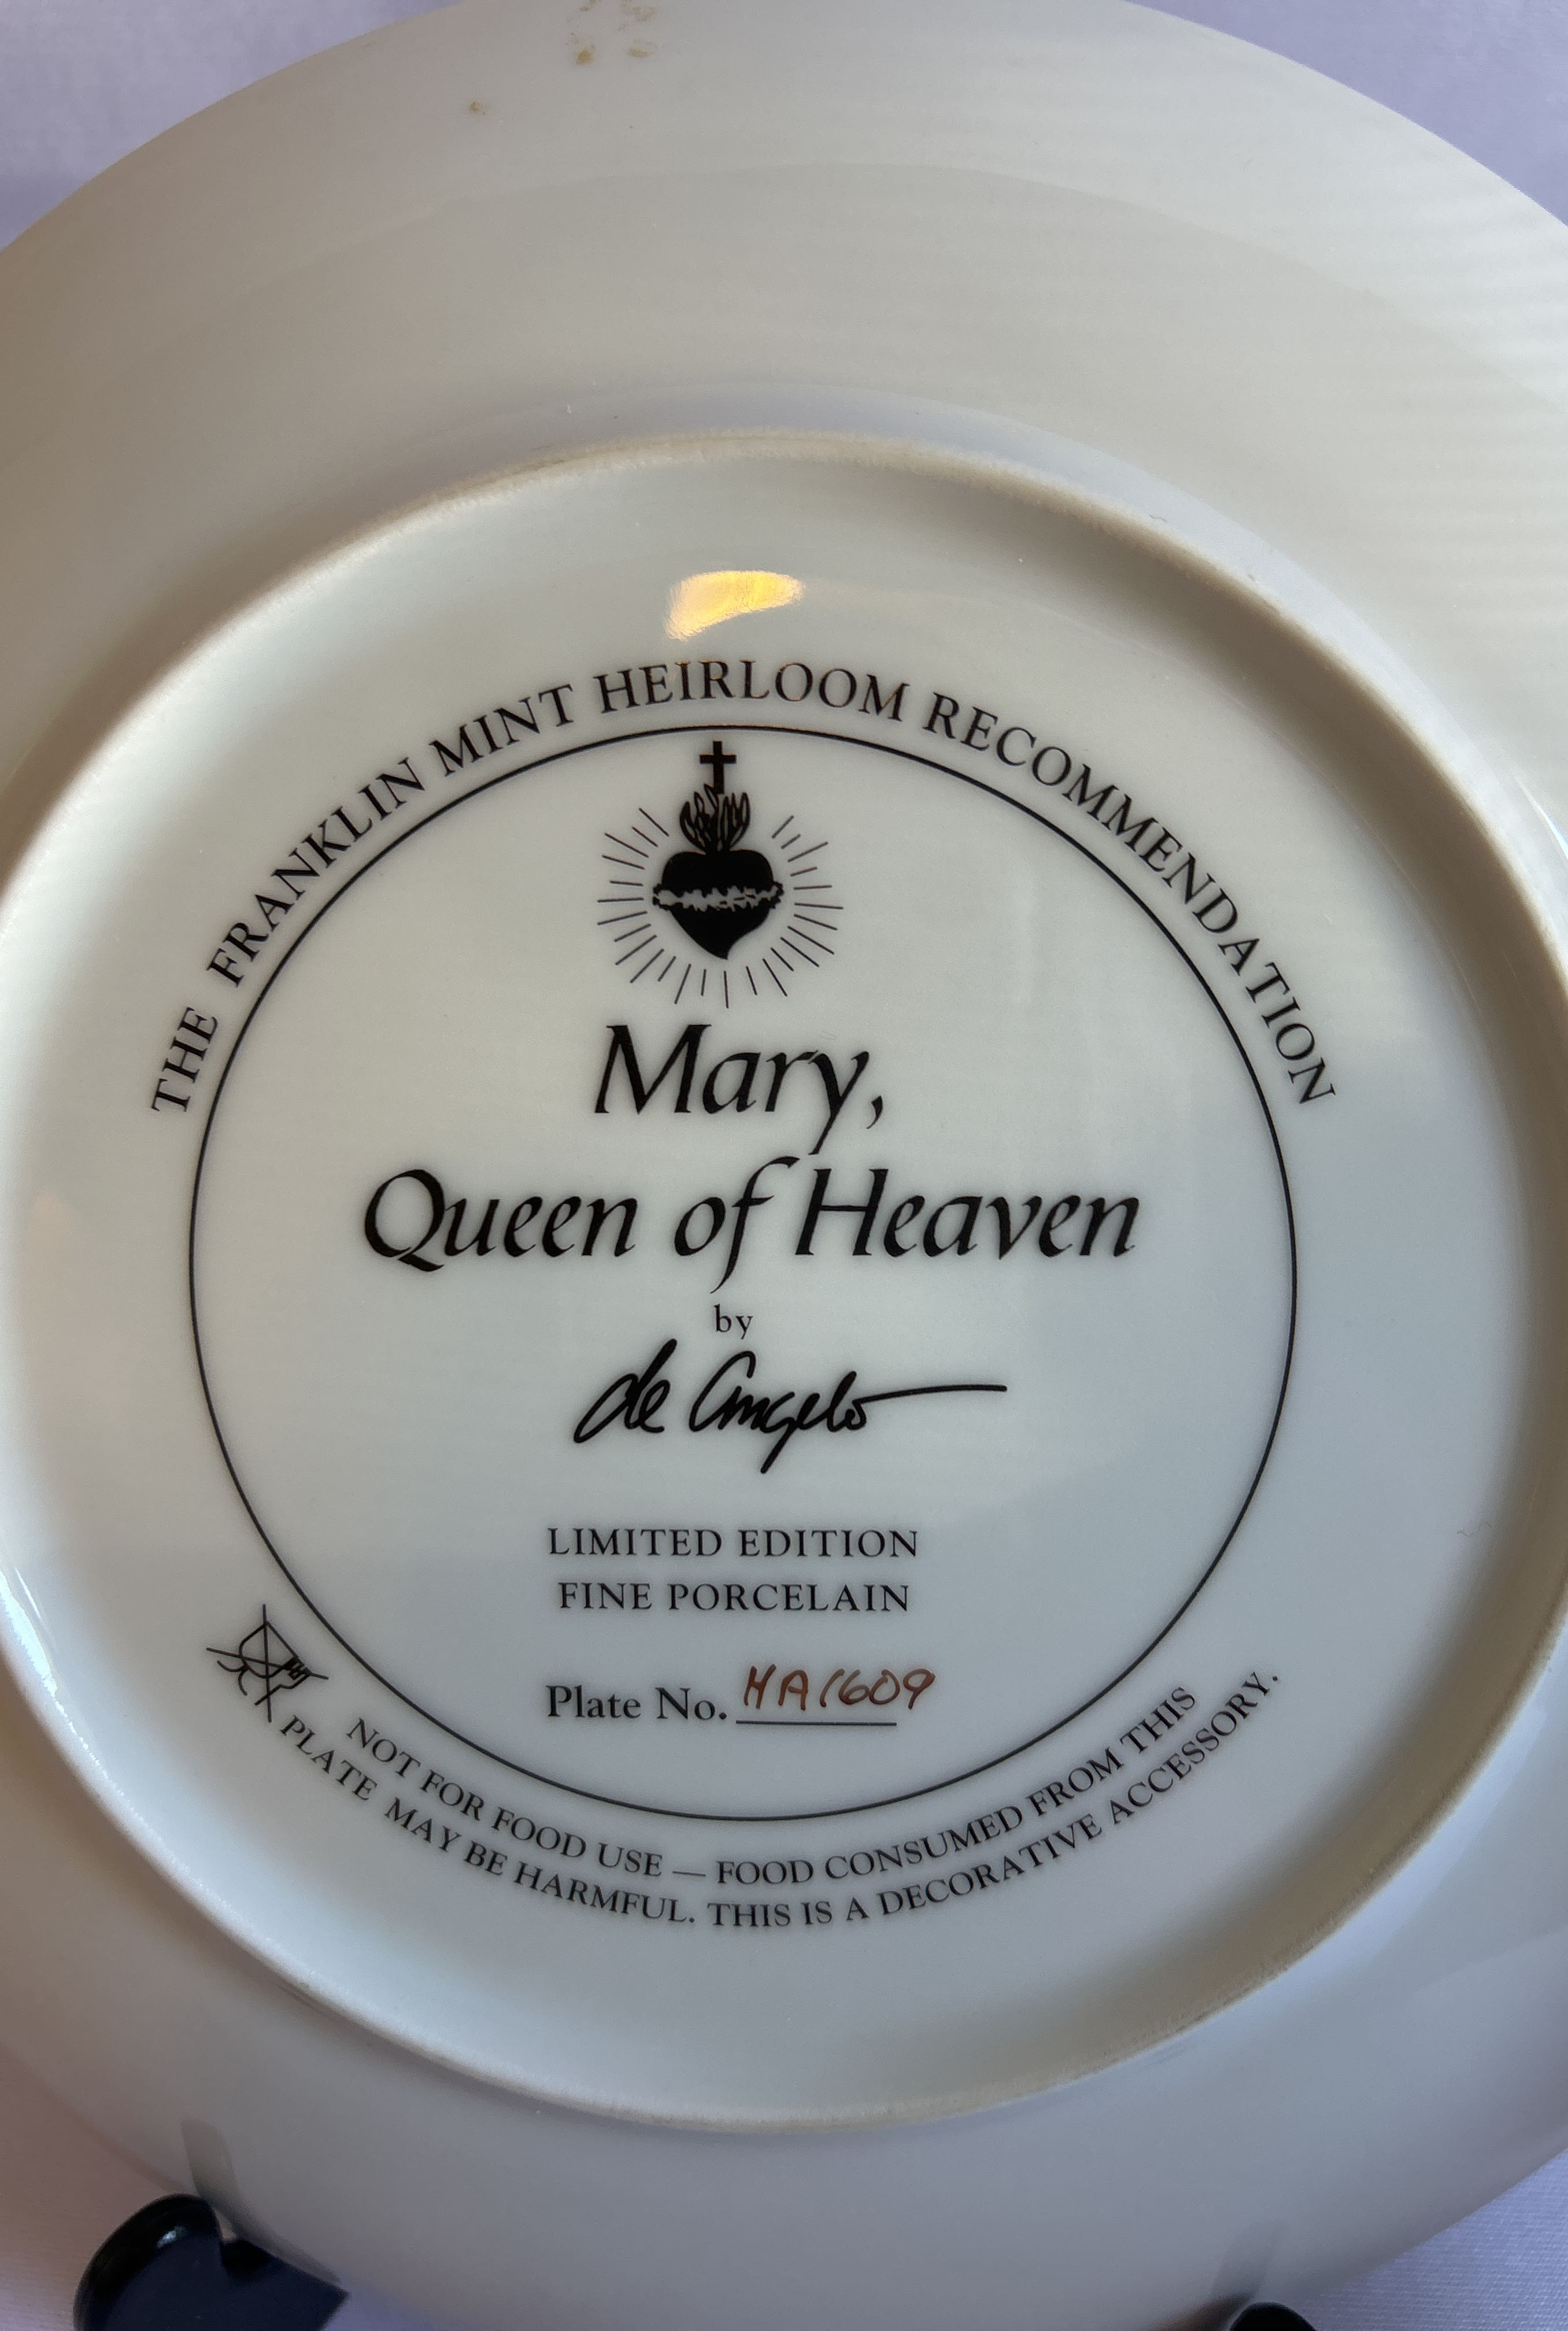 THE FRANKLIN MINT HEIRLOOM RECOMMENDATION
Mary,
Queen of Heaven
by
de Angelo
LIMITED EDITION
FINE PORCELAIN
Plate No. HA1609
NOT FOR FOOD USE — FOOD CONSUMED FROM THIS
PLATE MAY BE HARMFUL. THIS IS A DECORATIVE ACCESSORY.